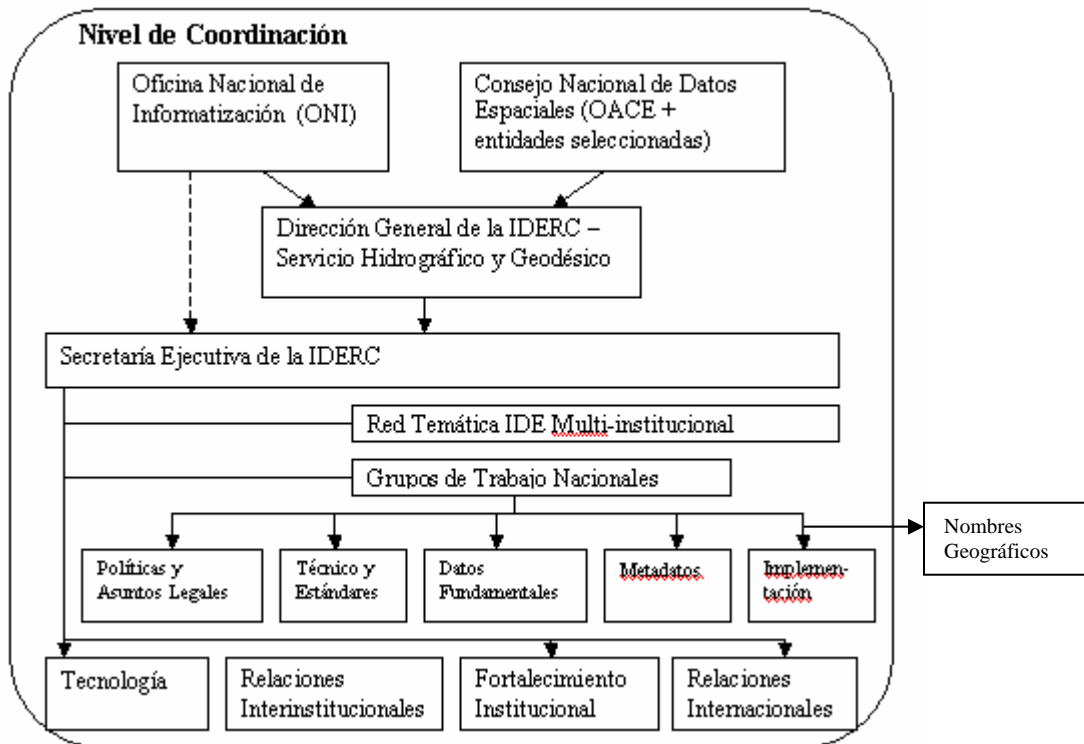 Nivel de Coordinación
Oficina Nacional de
Informatización (ONI)
Consejo Nacional de Datos
Espaciales (OACE +
entidades seleccionadas)
Dirección General de la IDERC –
Servicio Hidrográfico y Geodésico
Secretaría Ejecutiva de la IDERC
Red Temática IDE Multi-institucional
Grupos de Trabajo Nacionales
Políticas y
Asuntos Legales
Técnico y
Estándares
Datos
Fundamentales
Metadatos
Implemen-
tación
Nombres
Geográficos
Tecnología
Relaciones
Interinstitucionales
Fortalecimiento
Institucional
Relaciones
Internacionales